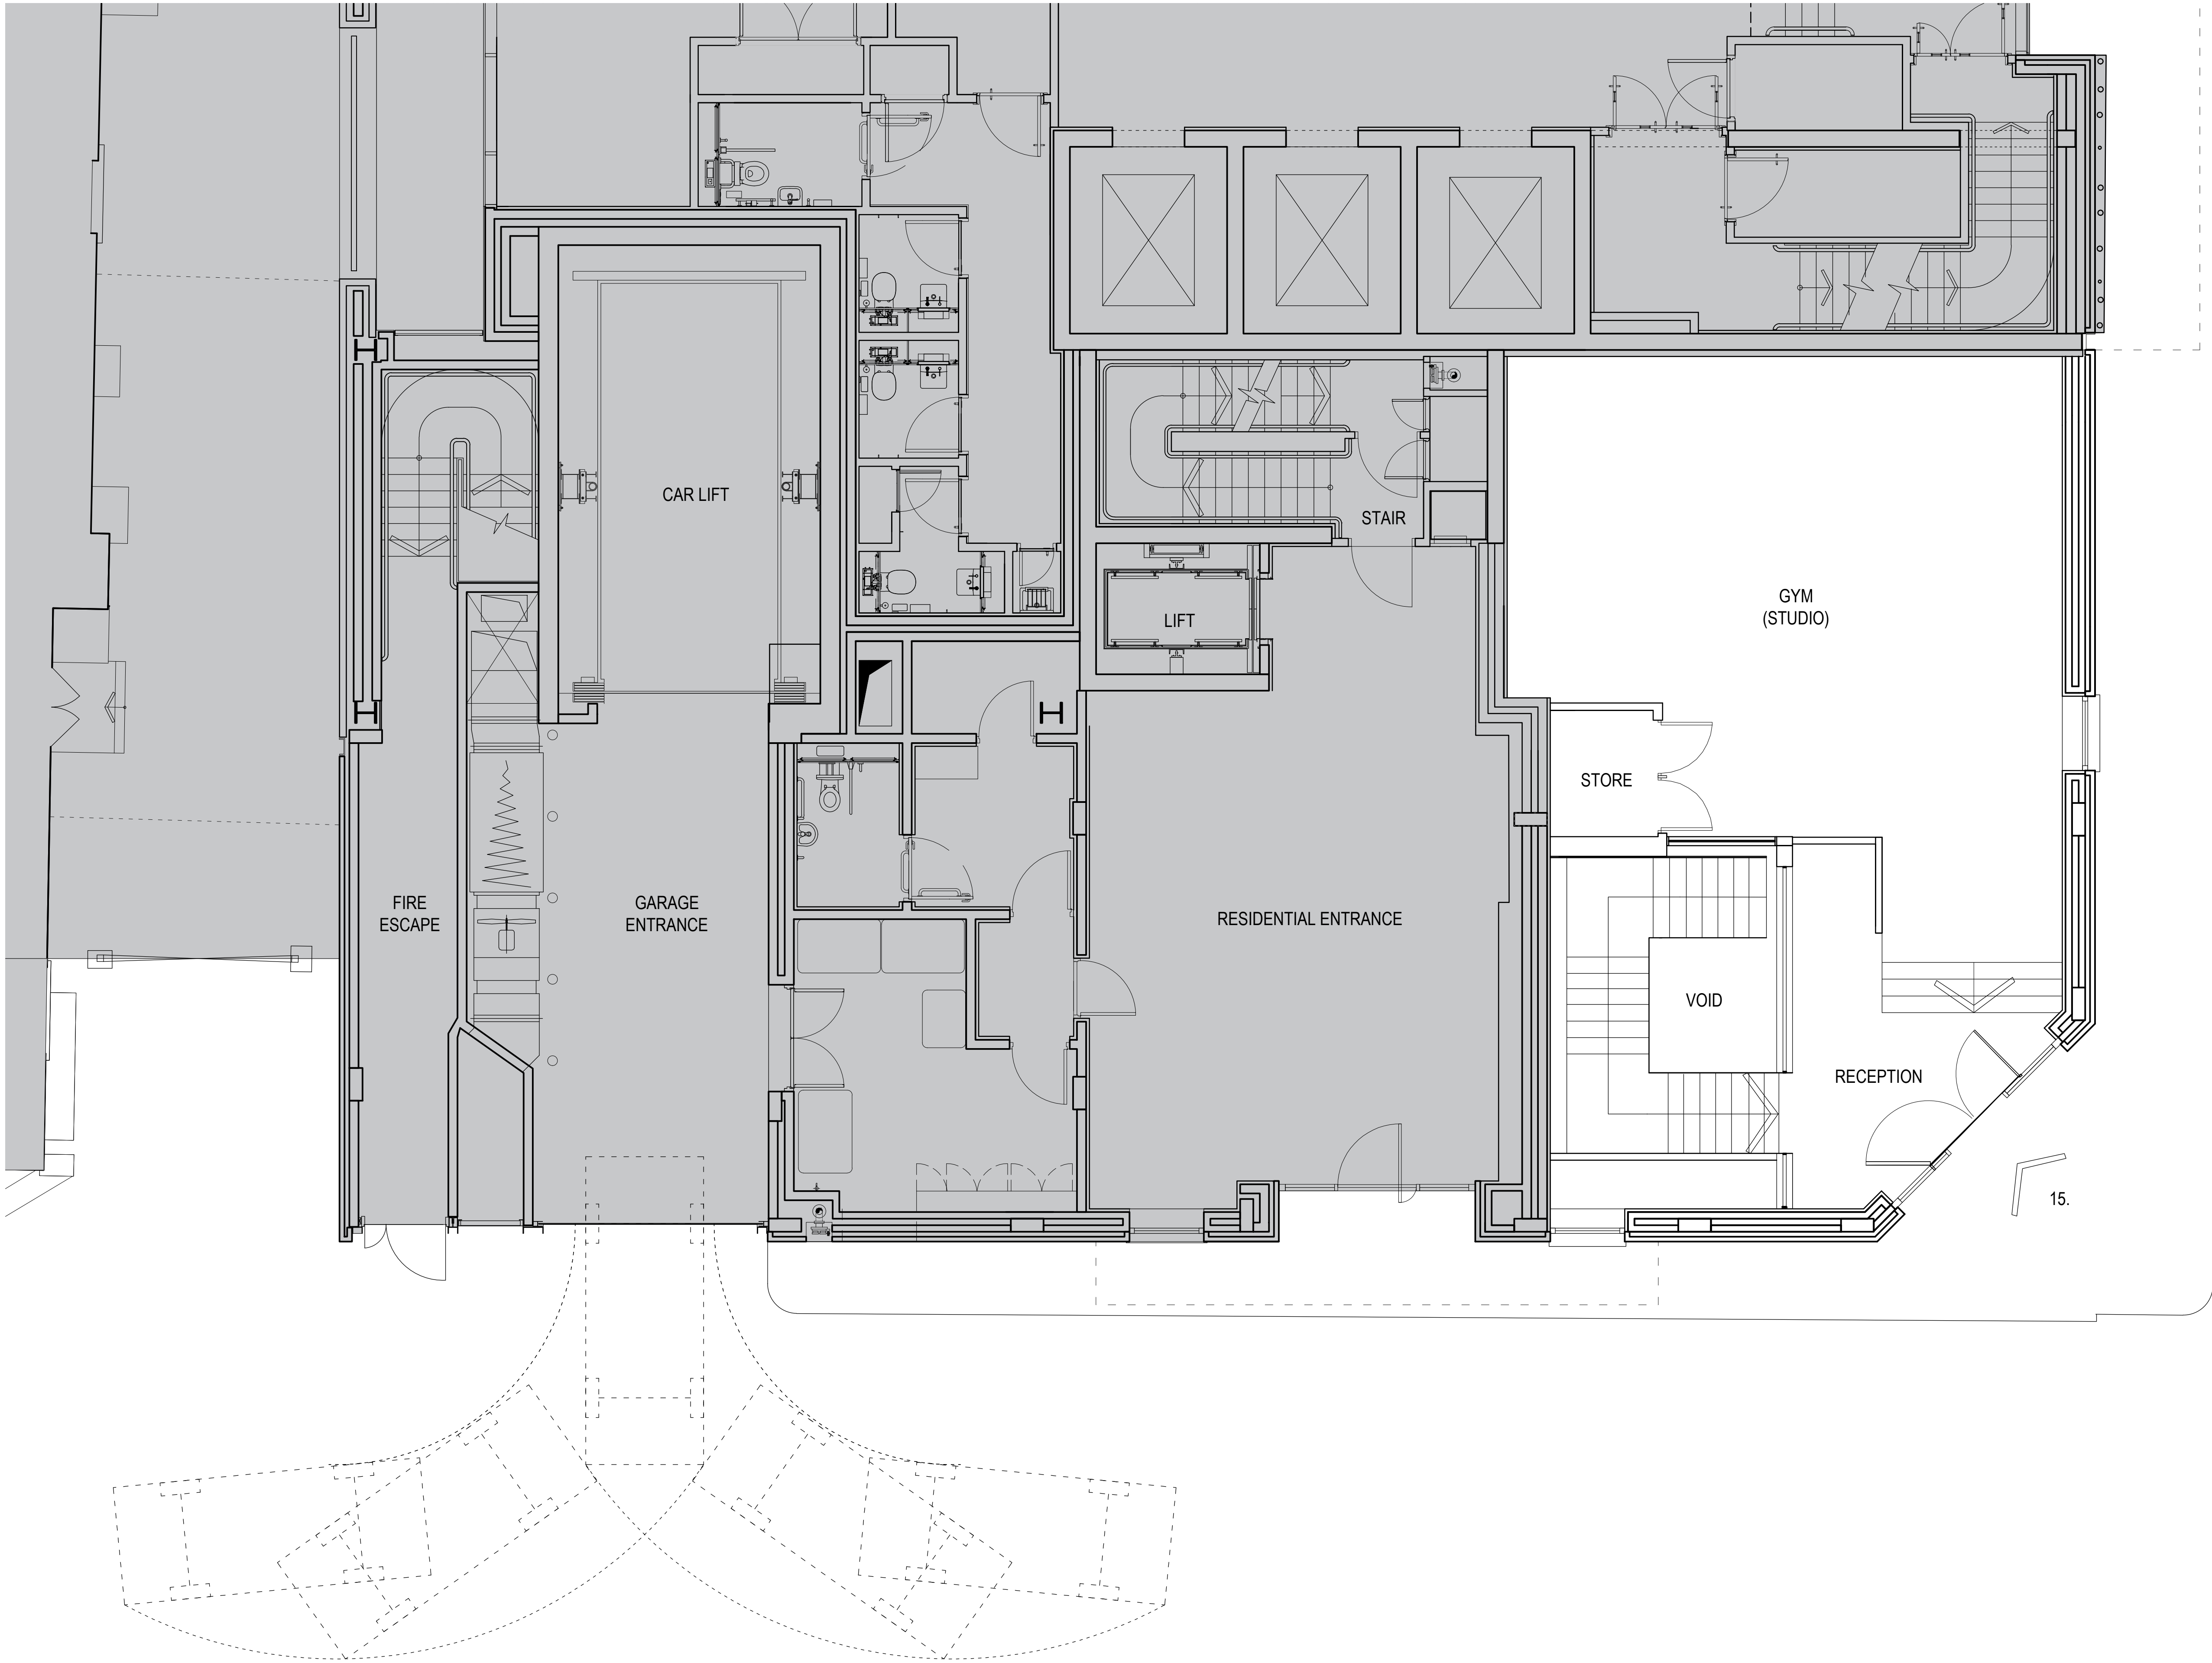 CAR LIFT
STAIR
GYM
(STUDIO)
LIFT
STORE
FIRE
ESCAPE
GARAGE
ENTRANCE
RESIDENTIAL ENTRANCE
VOID
RECEPTION
15.